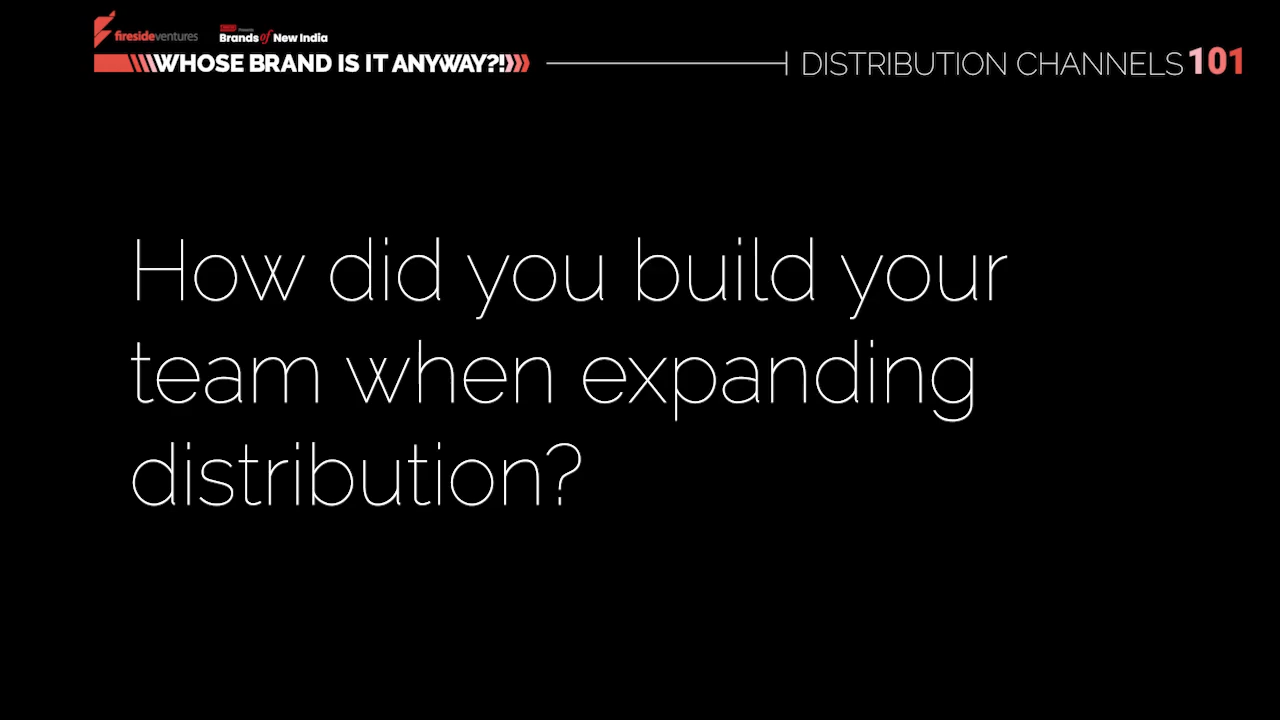 firesideventures
Brands of New India
WHOSE BRAND IS IT ANYWAY?!
DISTRIBUTION CHANNELS 101
How did you build your
team when expanding
distribution?